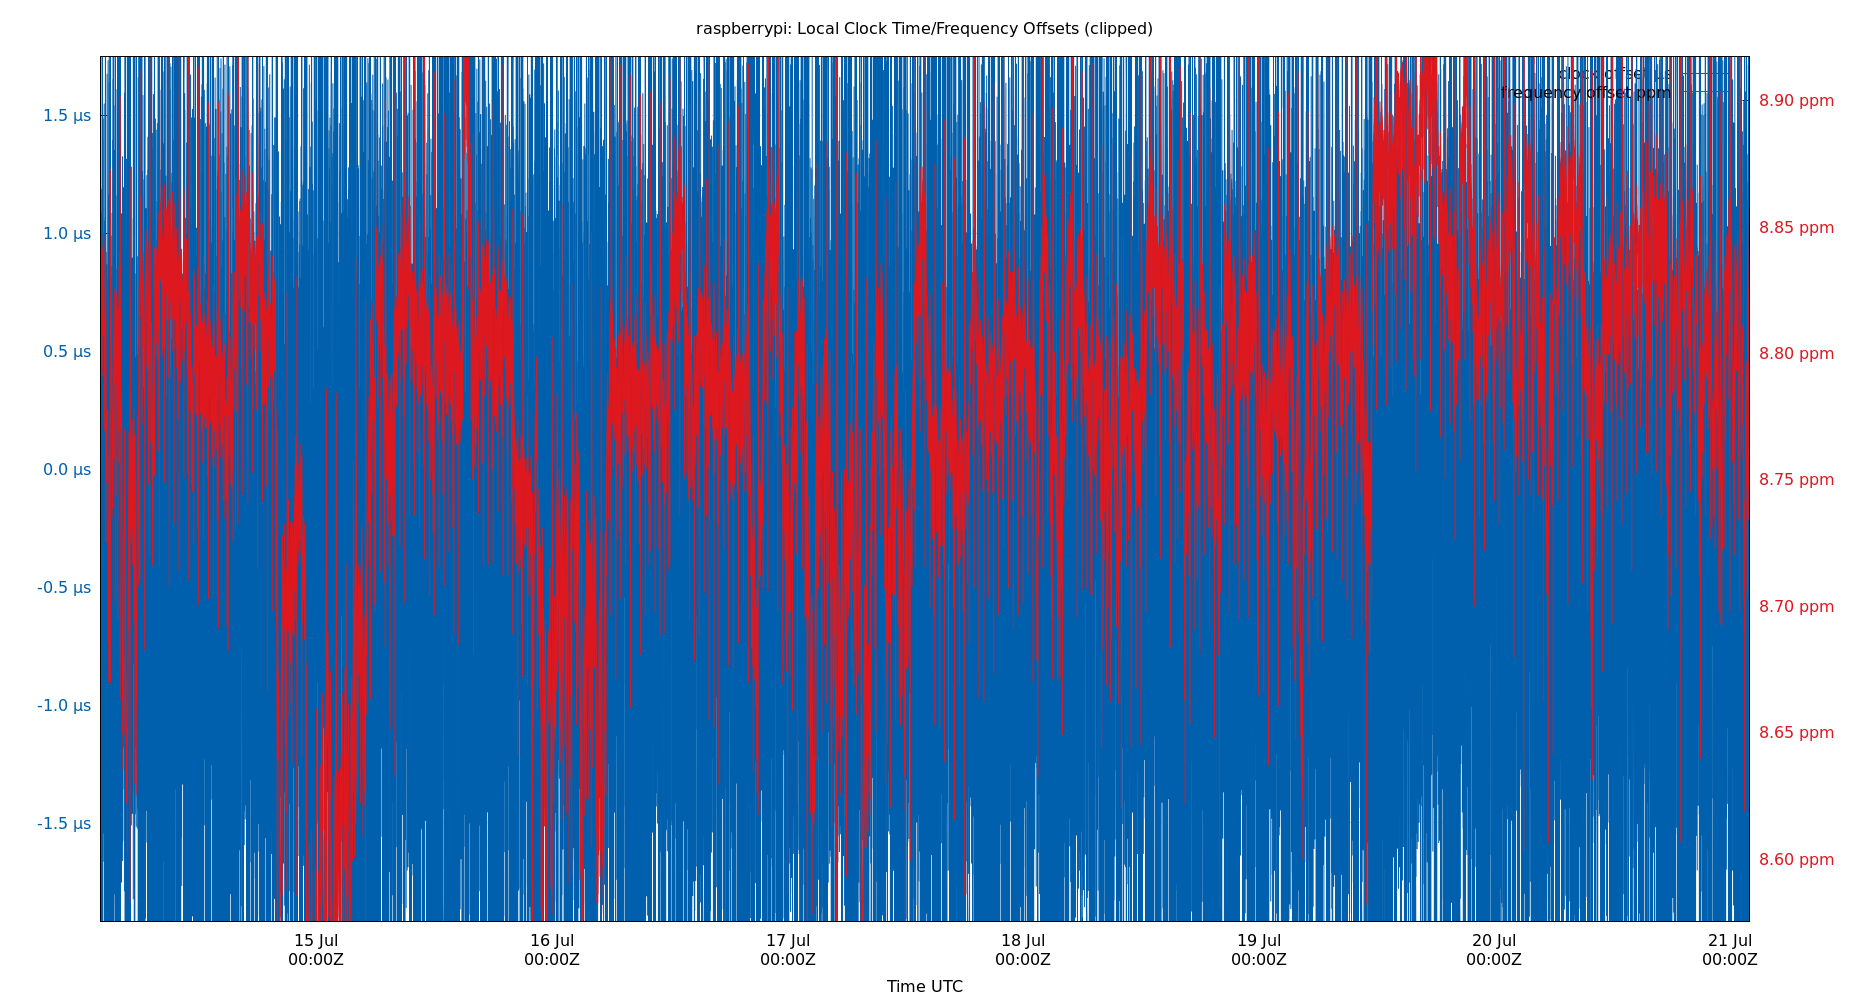 raspberrypi: Local Clock Time/Frequency Offsets (clipped)
clock offset µs
frequency offset ppm
1.5 µs
1.0 µs
0.5 µs
0.0 µs
-0.5 µs
-1.0 µs
-1.5 µs
8.90 ppm
8.85 ppm
8.80 ppm
8.75 ppm
8.70 ppm
8.65 ppm
8.60 ppm
15 Jul
00:00Z
16 Jul
00:00Z
17 Jul
00:00Z
18 Jul
00:00Z
19 Jul
00:00Z
20 Jul
00:00Z
21 Jul
00:00Z
Time UTC